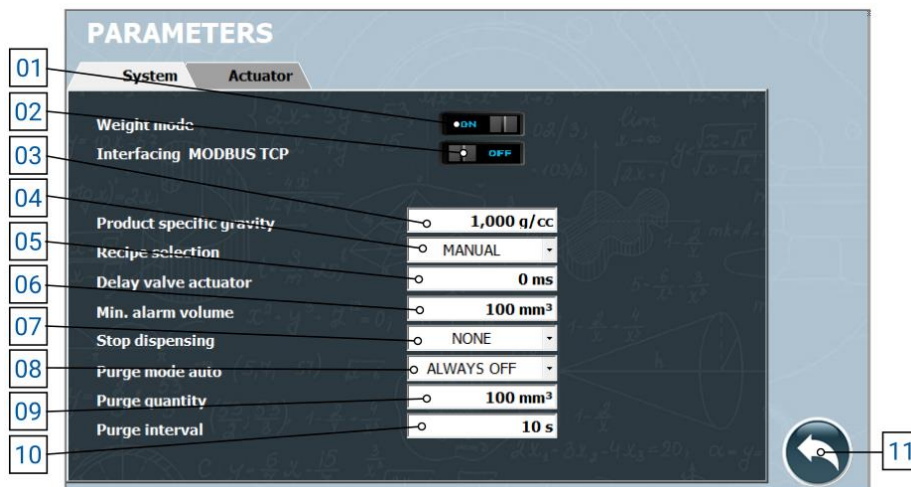 PARAMETERS
System Actuator
01
02
03
04
05
06
07
08
09
10
11
Weight mode ON
Interfacing MODBUS TCP OFF
Product specific gravity 1,000 g/cc
Recipe selection MANUAL
Delay valve actuator 0 ms
Min. alarm volume 100 mm³
Stop dispensing NONE
Purge mode auto ALWAYS OFF
Purge quantity 100 mm³
Purge interval 10 s